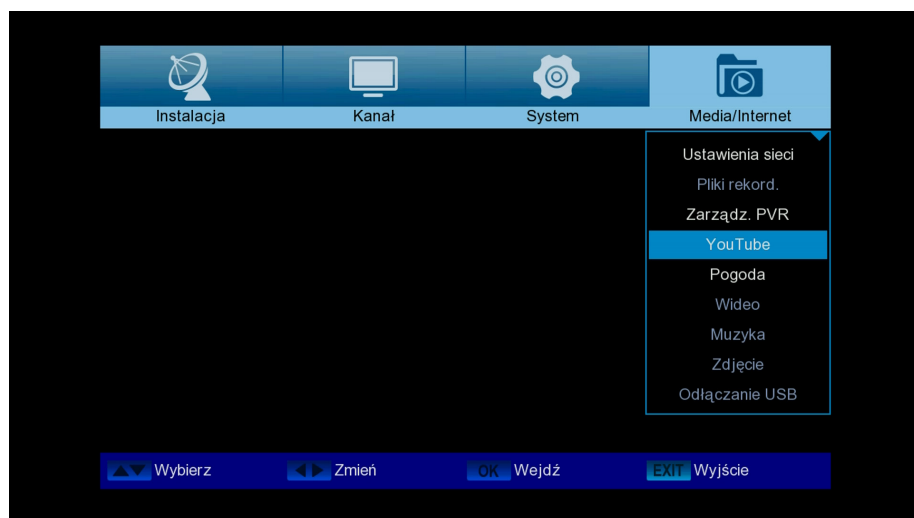 Instalacja Kanał System Media/Internet
Ustawienia sieci
Pliki rekord.
Zarządz. PVR
YouTube
Pogoda
Wideo
Muzyka
Zdjęcie
Odłączanie USB
Wybierz Zmień OK Wejdź EXIT Wyjście